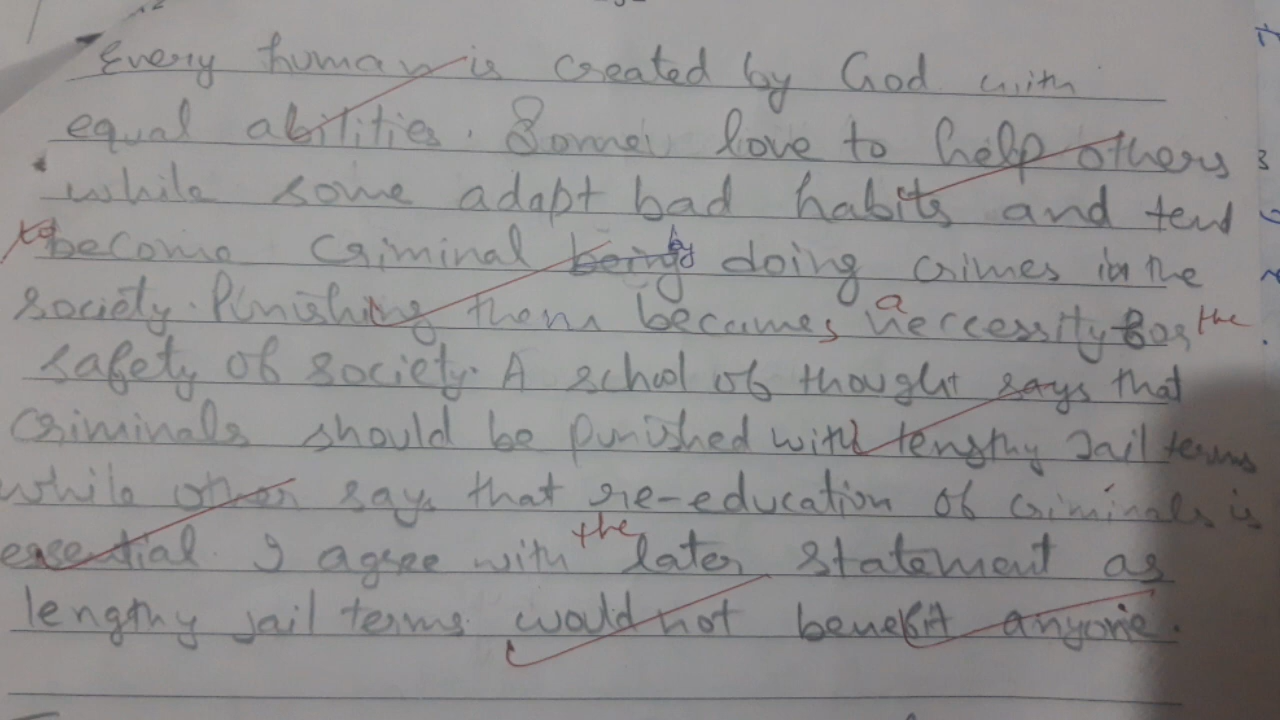 Every human is created by God with
equal abilities. Some love to help others
while some adapt bad habits and tend
to become criminal being by doing crimes in the
society. Punishing them becomes a neccessity for the
safety of society. A school of thought says that
criminals should be punished with lengthy jail terms
while other says that re-education of criminals is
essential. I agree with the later statement as
lengthy jail terms would not benefit anyone.